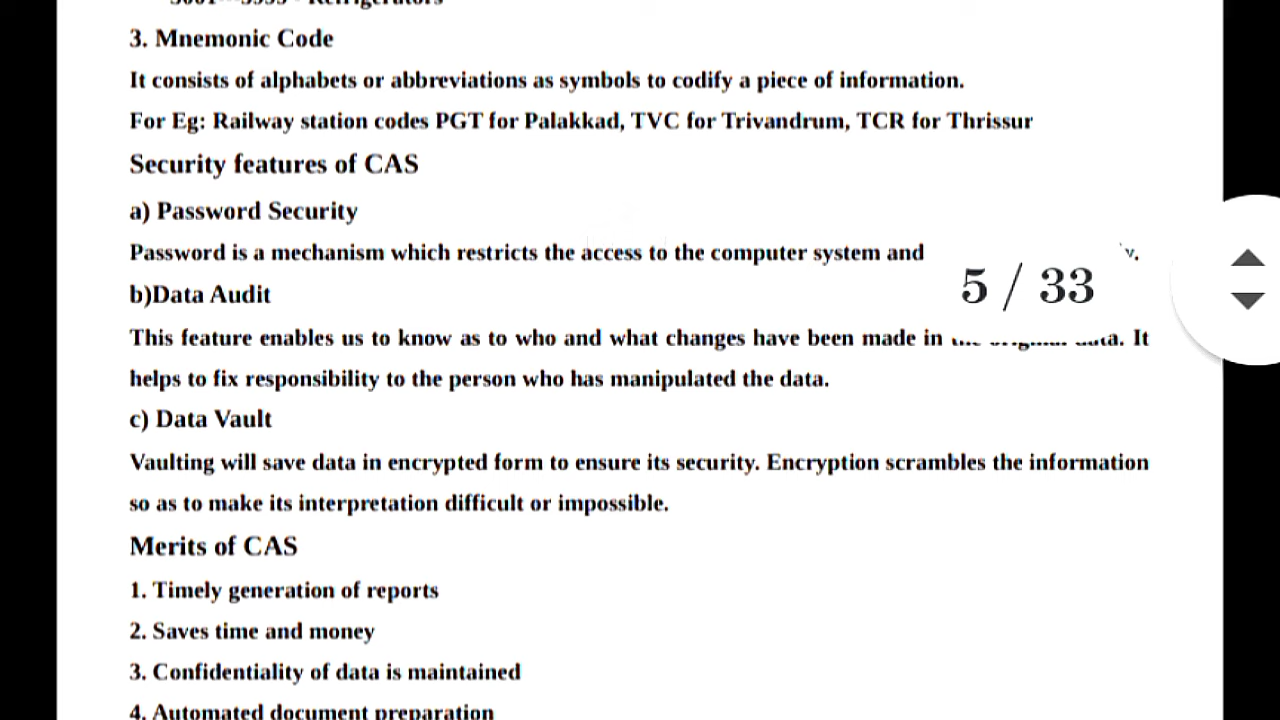 3. Mnemonic Code
It consists of alphabets or abbreviations as symbols to codify a piece of information.
For Eg: Railway station codes PGT for Palakkad, TVC for Trivandrum, TCR for Thrissur
Security features of CAS
a) Password Security
Password is a mechanism which restricts the access to the computer system and
5 / 33
b)Data Audit
This feature enables us to know as to who and what changes have been made in It
helps to fix responsibility to the person who has manipulated the data.
c) Data Vault
Vaulting will save data in encrypted form to ensure its security. Encryption scrambles the information
so as to make its interpretation difficult or impossible.
Merits of CAS
1. Timely generation of reports
2. Saves time and money
3. Confidentiality of data is maintained
4. Automated document preparation